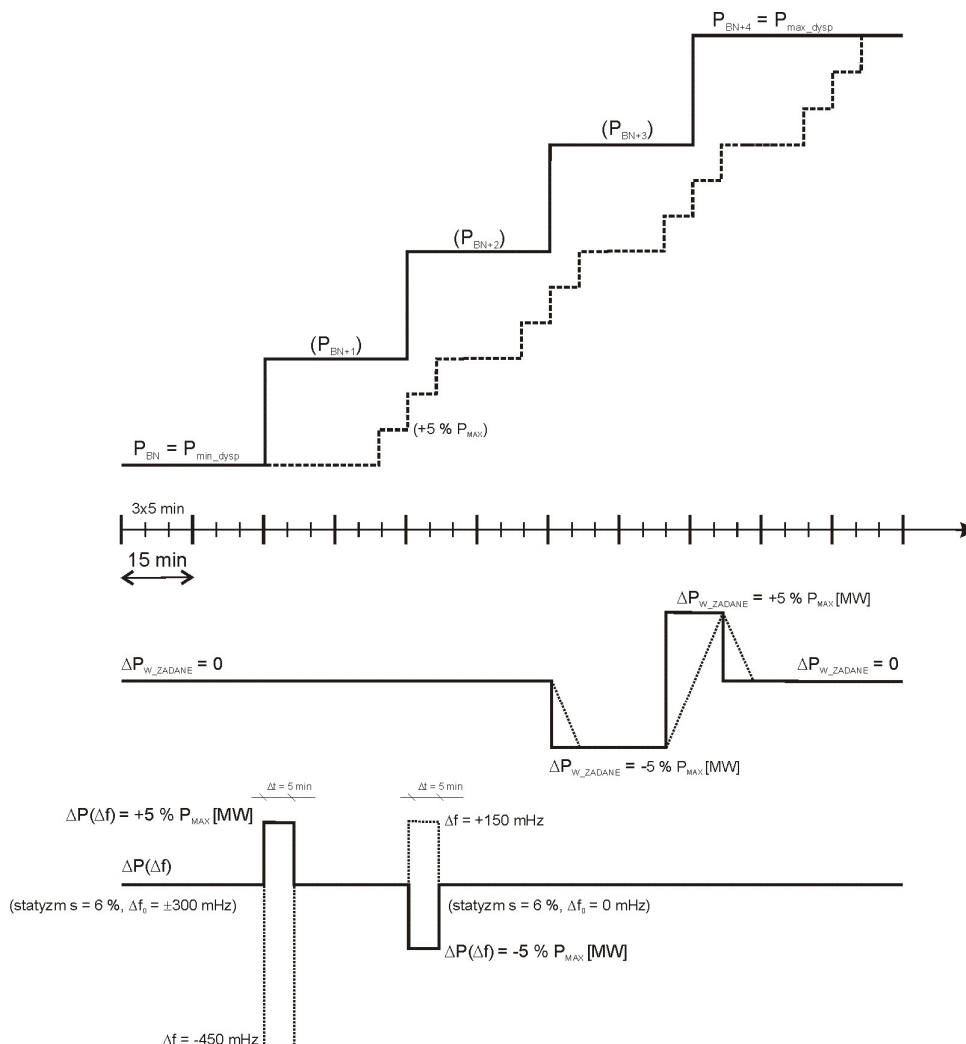 P_BN+4 = P_max_dysp
(P_BN+3)
(P_BN+2)
(P_BN+1)
(+5 % P_MAX)
P_BN = P_min_dysp
3x5 min
15 min
ΔP_W_ZADANE = +5 % P_MAX [MW]
ΔP_W_ZADANE = 0
ΔP_W_ZADANE = 0
ΔP_W_ZADANE = -5 % P_MAX [MW]
Δt = 5 min
Δt = 5 min
ΔP(Δf) = +5 % P_MAX [MW]
Δf = +150 mHz
ΔP(Δf)
(statyzm s = 6 %, Δf₀ = ±300 mHz)
(statyzm s = 6 %, Δf₀ = 0 mHz)
ΔP(Δf) = -5 % P_MAX [MW]
Δf = -450 mHz